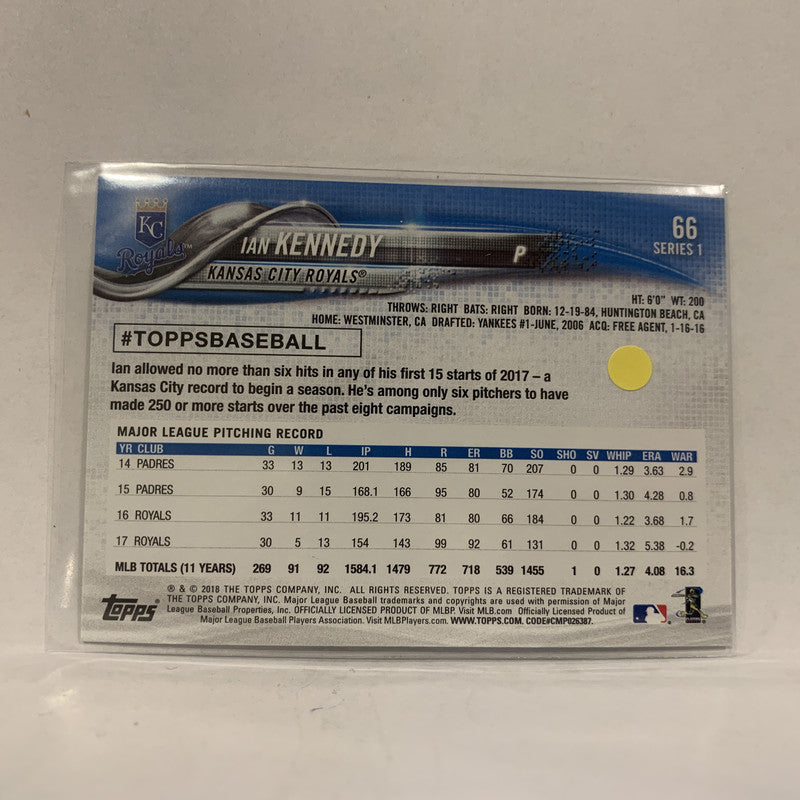 KC
Royals™
IAN KENNEDY
P
KANSAS CITY ROYALS®
66
SERIES 1
HT: 6'0" WT: 200
THROWS: RIGHT BATS: RIGHT BORN: 12-19-84, HUNTINGTON BEACH, CA
HOME: WESTMINSTER, CA DRAFTED: YANKEES #1-JUNE, 2006 ACQ: FREE AGENT, 1-16-16
#TOPPSBASEBALL
Ian allowed no more than six hits in any of his first 15 starts of 2017 – a
Kansas City record to begin a season. He's among only six pitchers to have
made 250 or more starts over the past eight campaigns.
MAJOR LEAGUE PITCHING RECORD
YR CLUB G W L IP H R ER BB SO SHO SV WHIP ERA WAR
14 PADRES 33 13 13 201 189 85 81 70 207 0 0 1.29 3.63 2.9
15 PADRES 30 9 15 168.1 166 95 80 52 174 0 0 1.30 4.28 0.8
16 ROYALS 33 11 11 195.2 173 81 80 66 184 0 0 1.22 3.68 1.7
17 ROYALS 30 5 13 154 143 99 92 61 131 0 0 1.32 5.38 -0.2
MLB TOTALS (11 YEARS) 269 91 92 1584.1 1479 772 718 539 1455 1 0 1.27 4.08 16.3
topps®
® & © 2018 THE TOPPS COMPANY, INC. ALL RIGHTS RESERVED. TOPPS IS A REGISTERED TRADEMARK OF
THE TOPPS COMPANY, INC. Major League Baseball trademarks and copyrights are used with permission of Major
League Baseball Properties, Inc. OFFICIALLY LICENSED PRODUCT OF MLBP. Visit MLB.com Officially Licensed Product of
Major League Baseball Players Association. Visit MLBPlayers.com. WWW.TOPPS.COM. CODE#CMP026387.